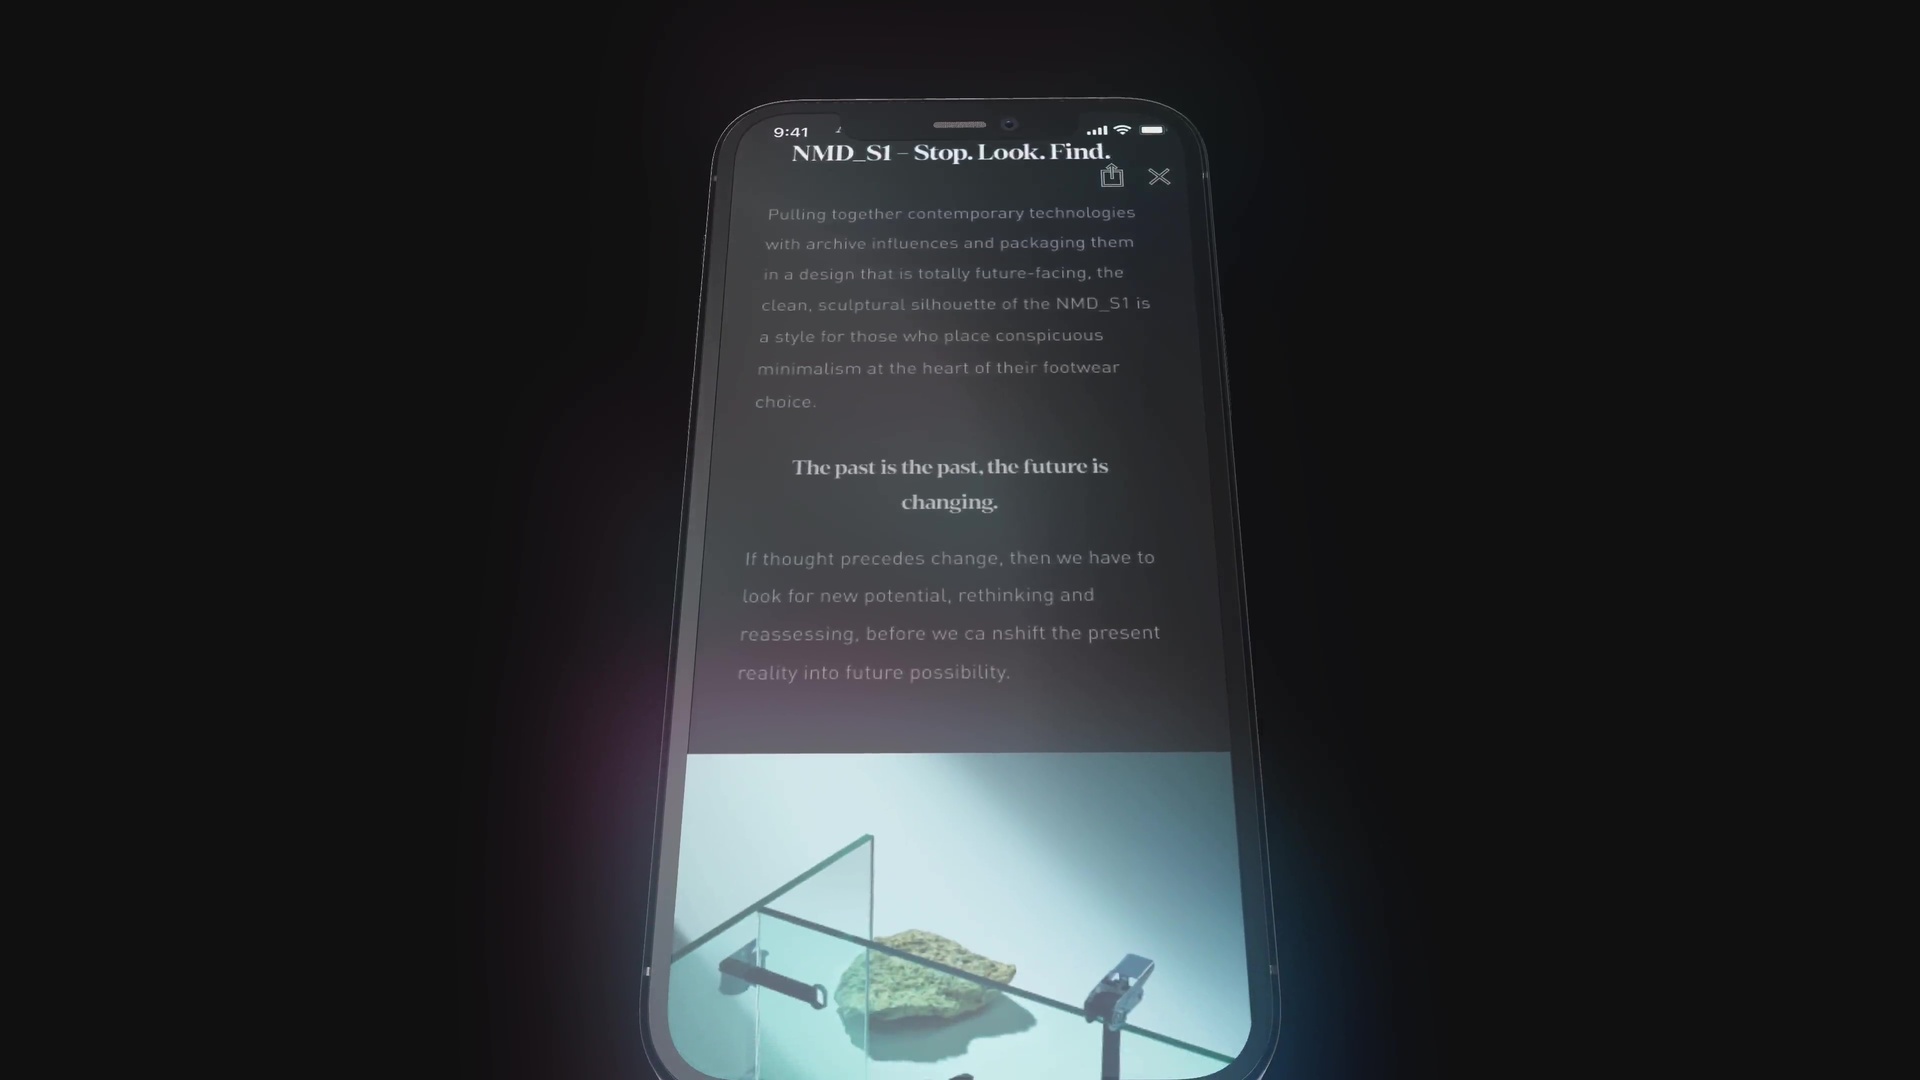 9:41
NMD_S1 – Stop. Look. Find.
Pulling together contemporary technologies
with archive influences and packaging them
in a design that is totally future-facing, the
clean, sculptural silhouette of the NMD_S1 is
a style for those who place conspicuous
minimalism at the heart of their footwear
choice.
The past is the past, the future is
changing.
If thought precedes change, then we have to
look for new potential, rethinking and
reassessing, before we ca nshift the present
reality into future possibility.